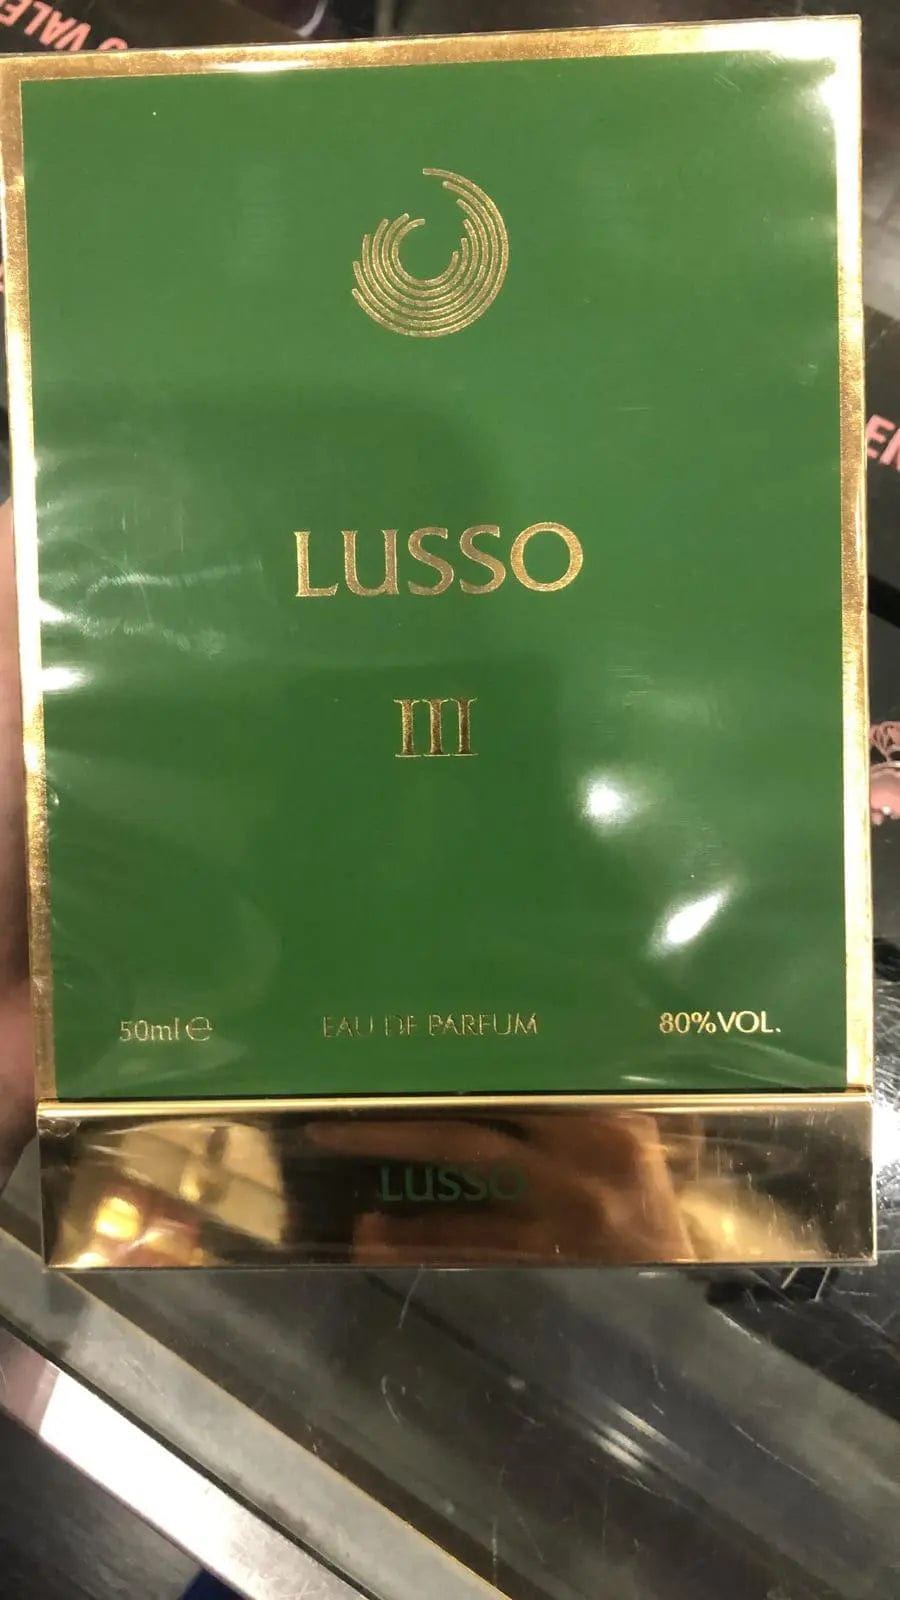 LUSSO
III
50ml ℮ EAU DE PARFUM 80%VOL.
LUSSO